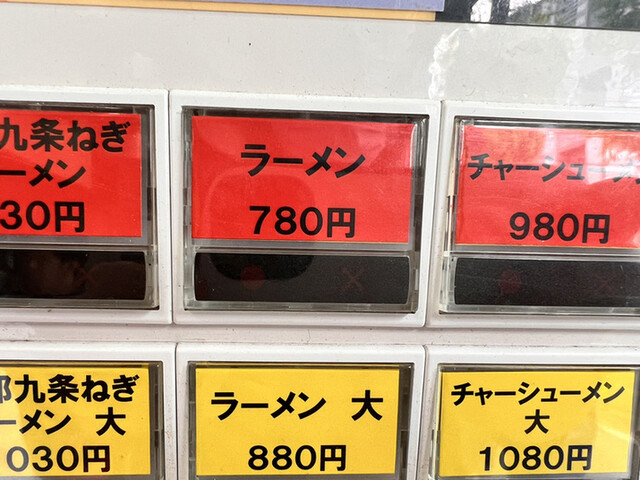 九条ねぎ
ーメン
30円
ラーメン
780円
チャーシューメン
980円
郎九条ねぎ
ーメン 大
030円
ラーメン 大
880円
チャーシューメン
大
1080円